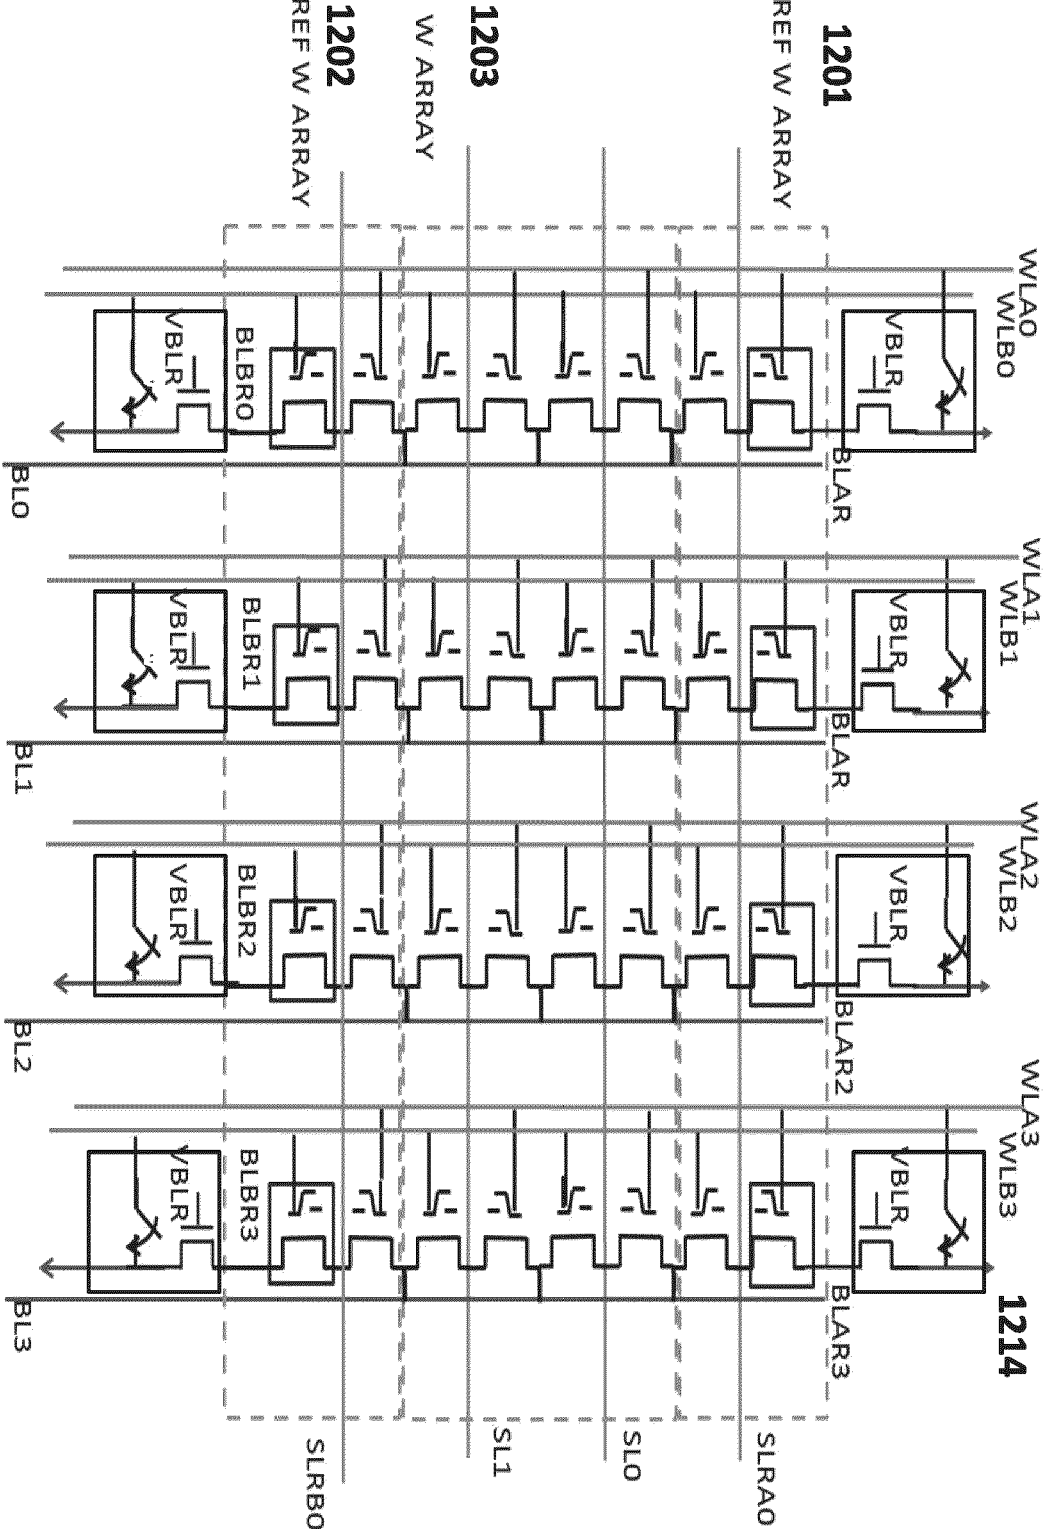 1201
REF W ARRAY
1203
W ARRAY
1202
REF W ARRAY
WLA0
WLB0
VBLR
BLAR
VBLR
BLBR0
BL0
WLA1
WLB1
VBLR
BLAR
VBLR
BLBR1
BL1
WLA2
WLB2
VBLR
BLAR2
VBLR
BLBR2
BL2
WLA3
WLB3
VBLR
BLAR3
VBLR
BLBR3
BL3
1214
SLRA0
SL0
SL1
SLRB0